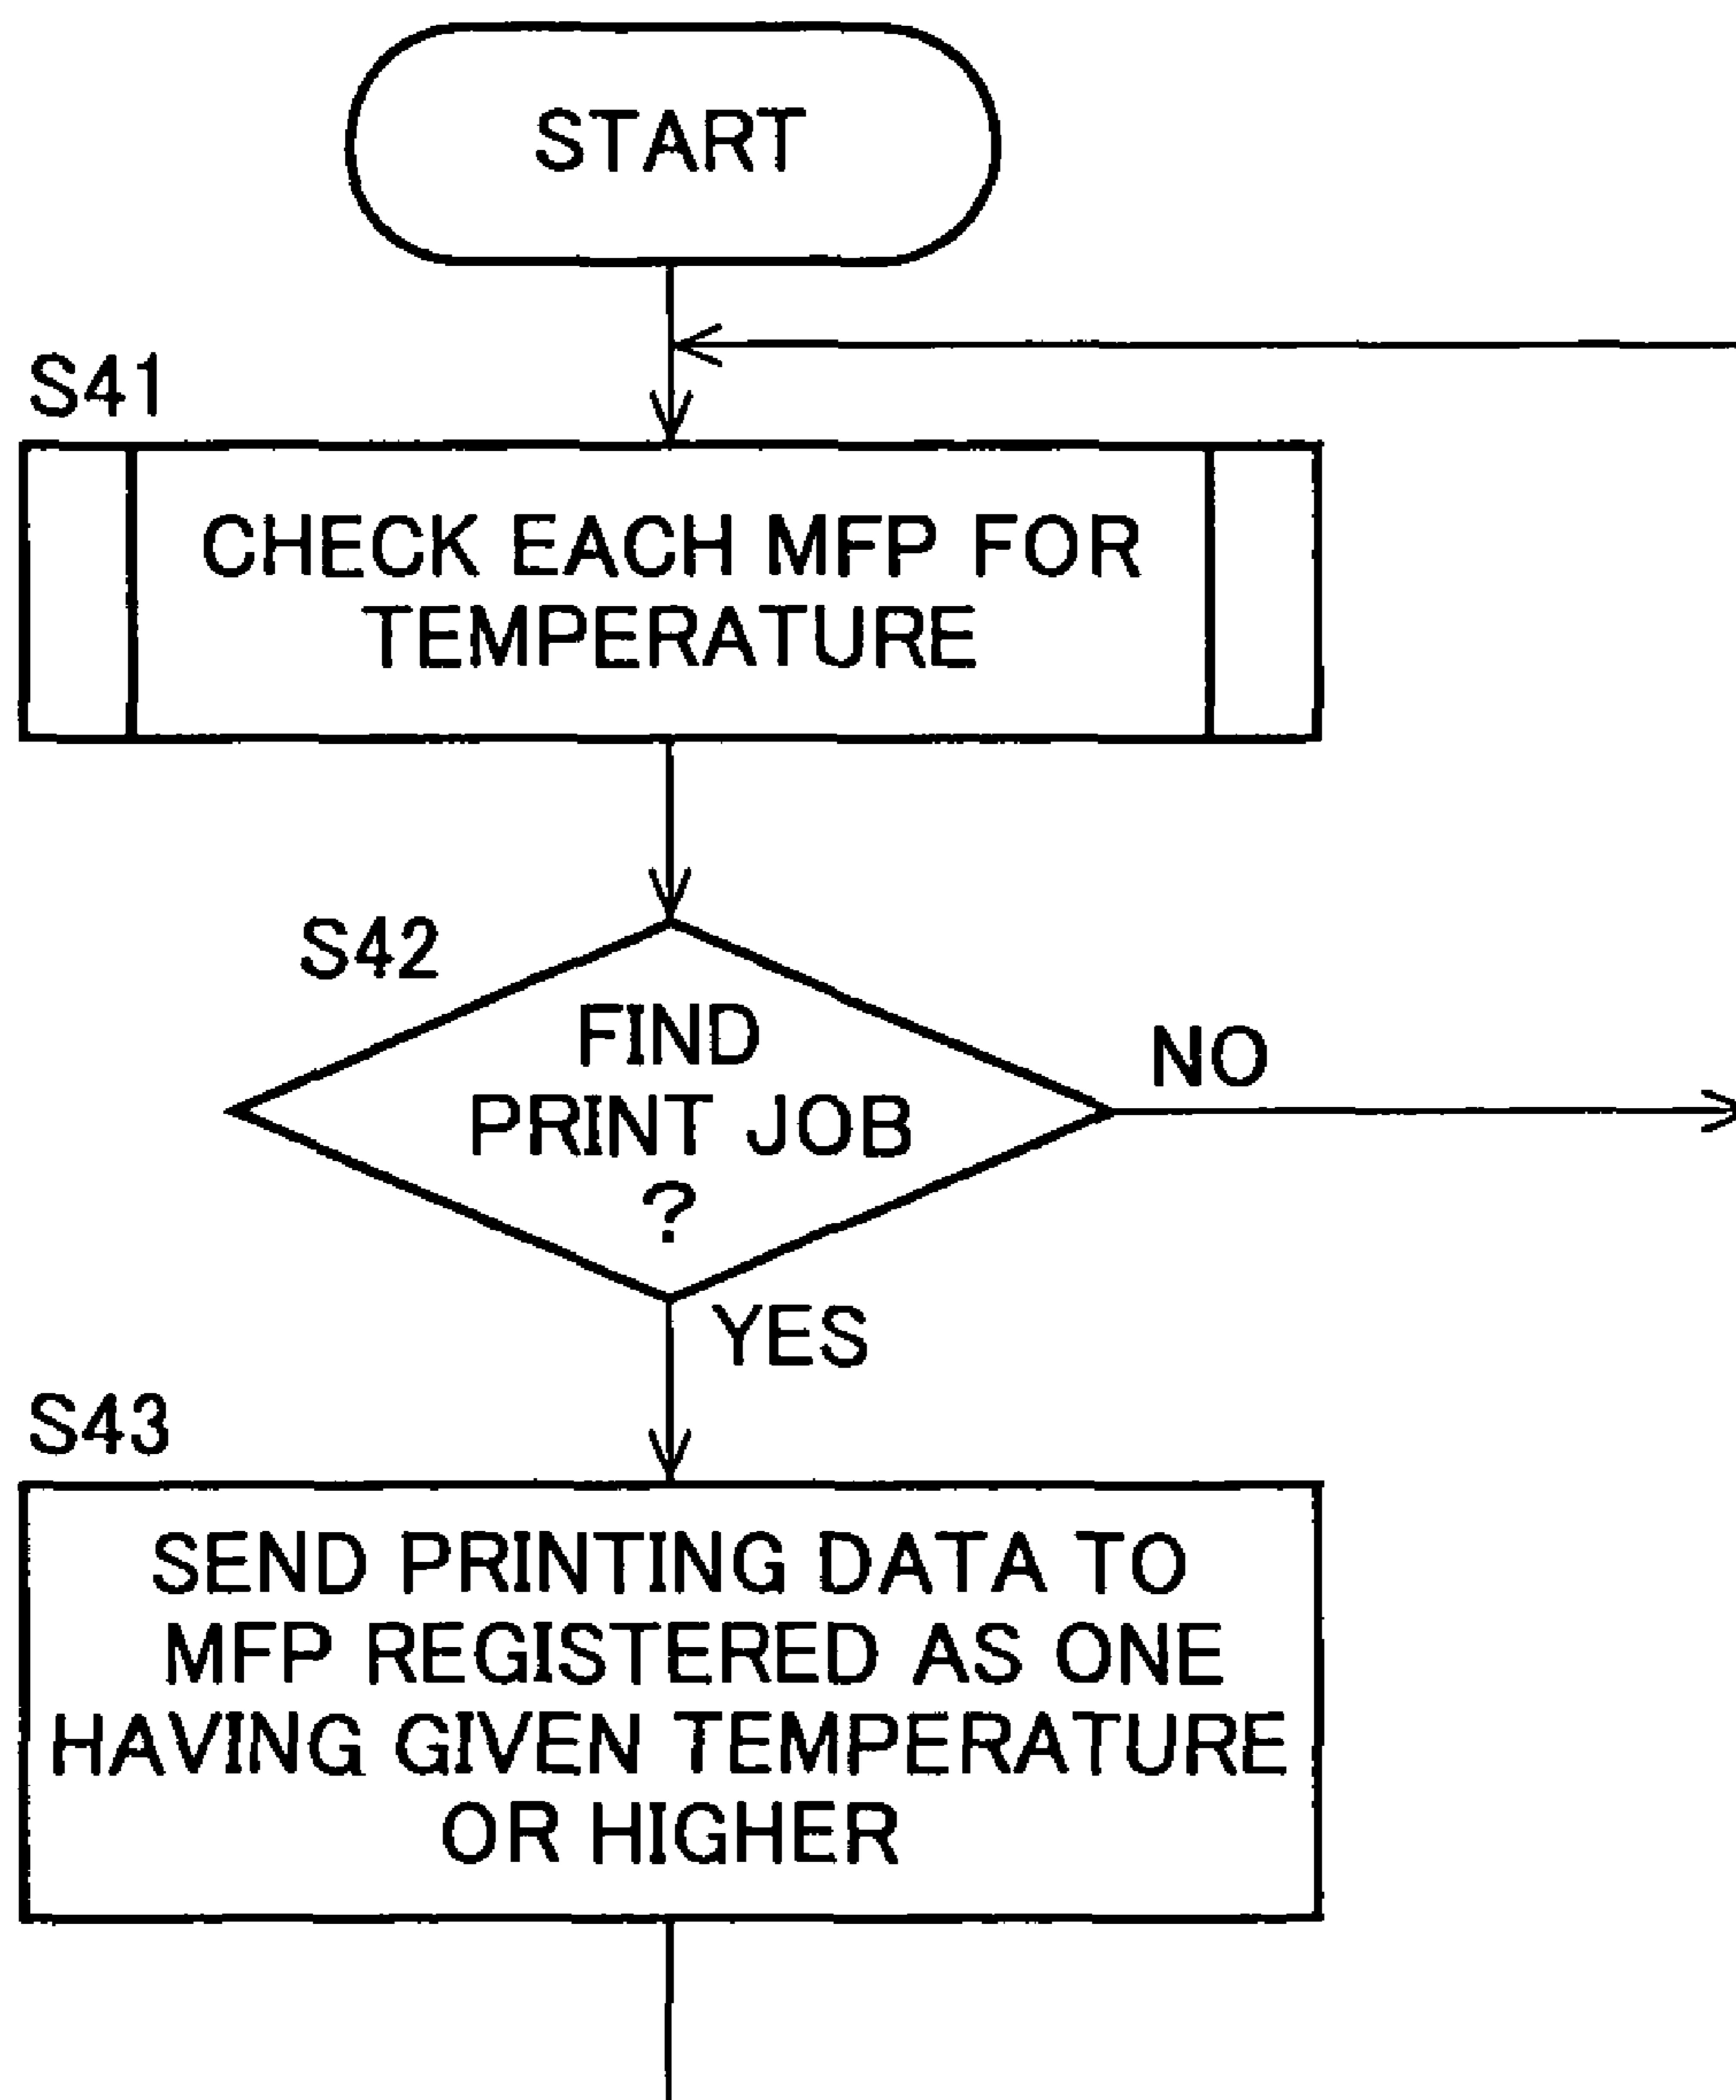 START
S41
CHECK EACH MFP FOR
TEMPERATURE
S42
FIND
PRINT JOB
?
NO
YES
S43
SEND PRINTING DATA TO
MFP REGISTERED AS ONE
HAVING GIVEN TEMPERATURE
OR HIGHER